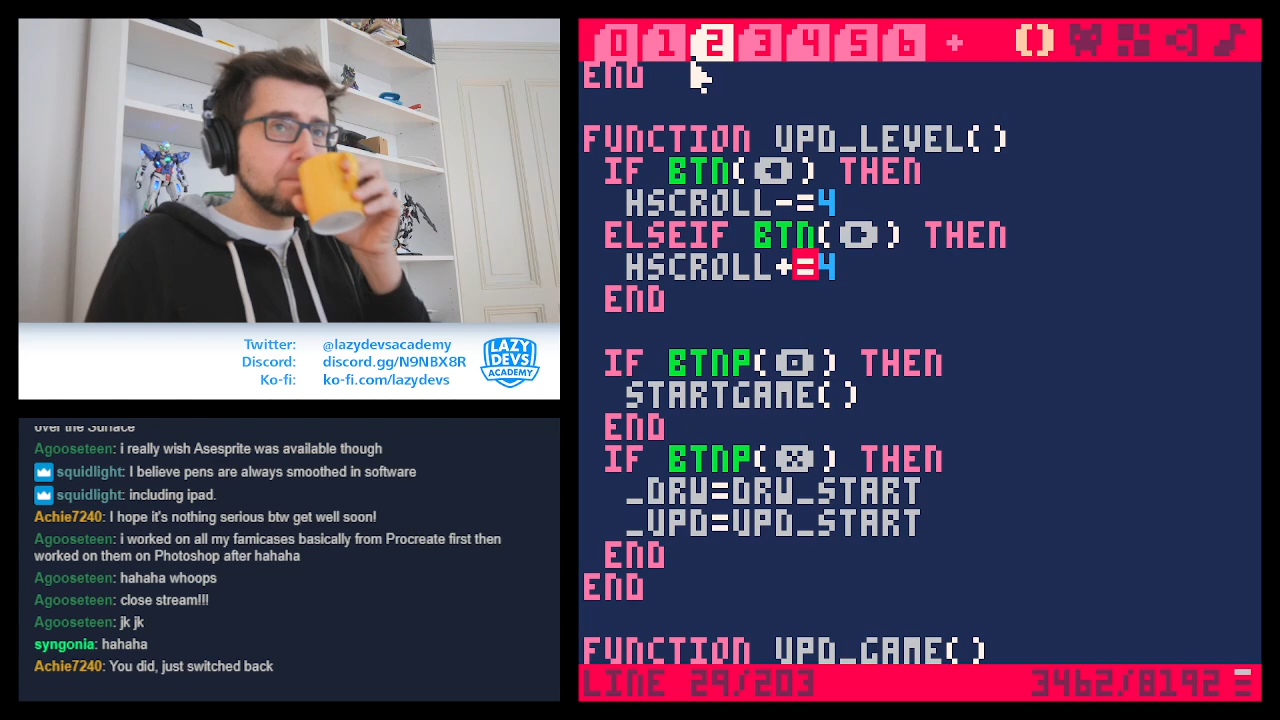 Twitter: @lazydevsacademy
Discord: discord.gg/N9NBX8R
Ko-fi: ko-fi.com/lazydevs
LAZY
DEVS
ACADEMY
over the Surface
Agooseteen: i really wish Asesprite was available though
squidlight: I believe pens are always smoothed in software
squidlight: including ipad.
Achie7240: I hope it's nothing serious btw get well soon!
Agooseteen: i worked on all my famicases basically from Procreate first then
worked on them on Photoshop after hahaha
Agooseteen: hahaha whoops
Agooseteen: close stream!!!
Agooseteen: jk jk
syngonia: hahaha
Achie7240: You did, just switched back
0 1 2 3 4 5 6 + ()
END
FUNCTION UPD_LEVEL()
IF BTN(⬅️) THEN
HSCROLL-=4
ELSEIF BTN(➡️) THEN
HSCROLL+=4
END
IF BTNP(🅾️) THEN
STARTGAME()
END
IF BTNP(❎) THEN
_DRW=DRW_START
_UPD=UPD_START
END
END
FUNCTION UPD_GAME()
LINE 29/203 3462/8192